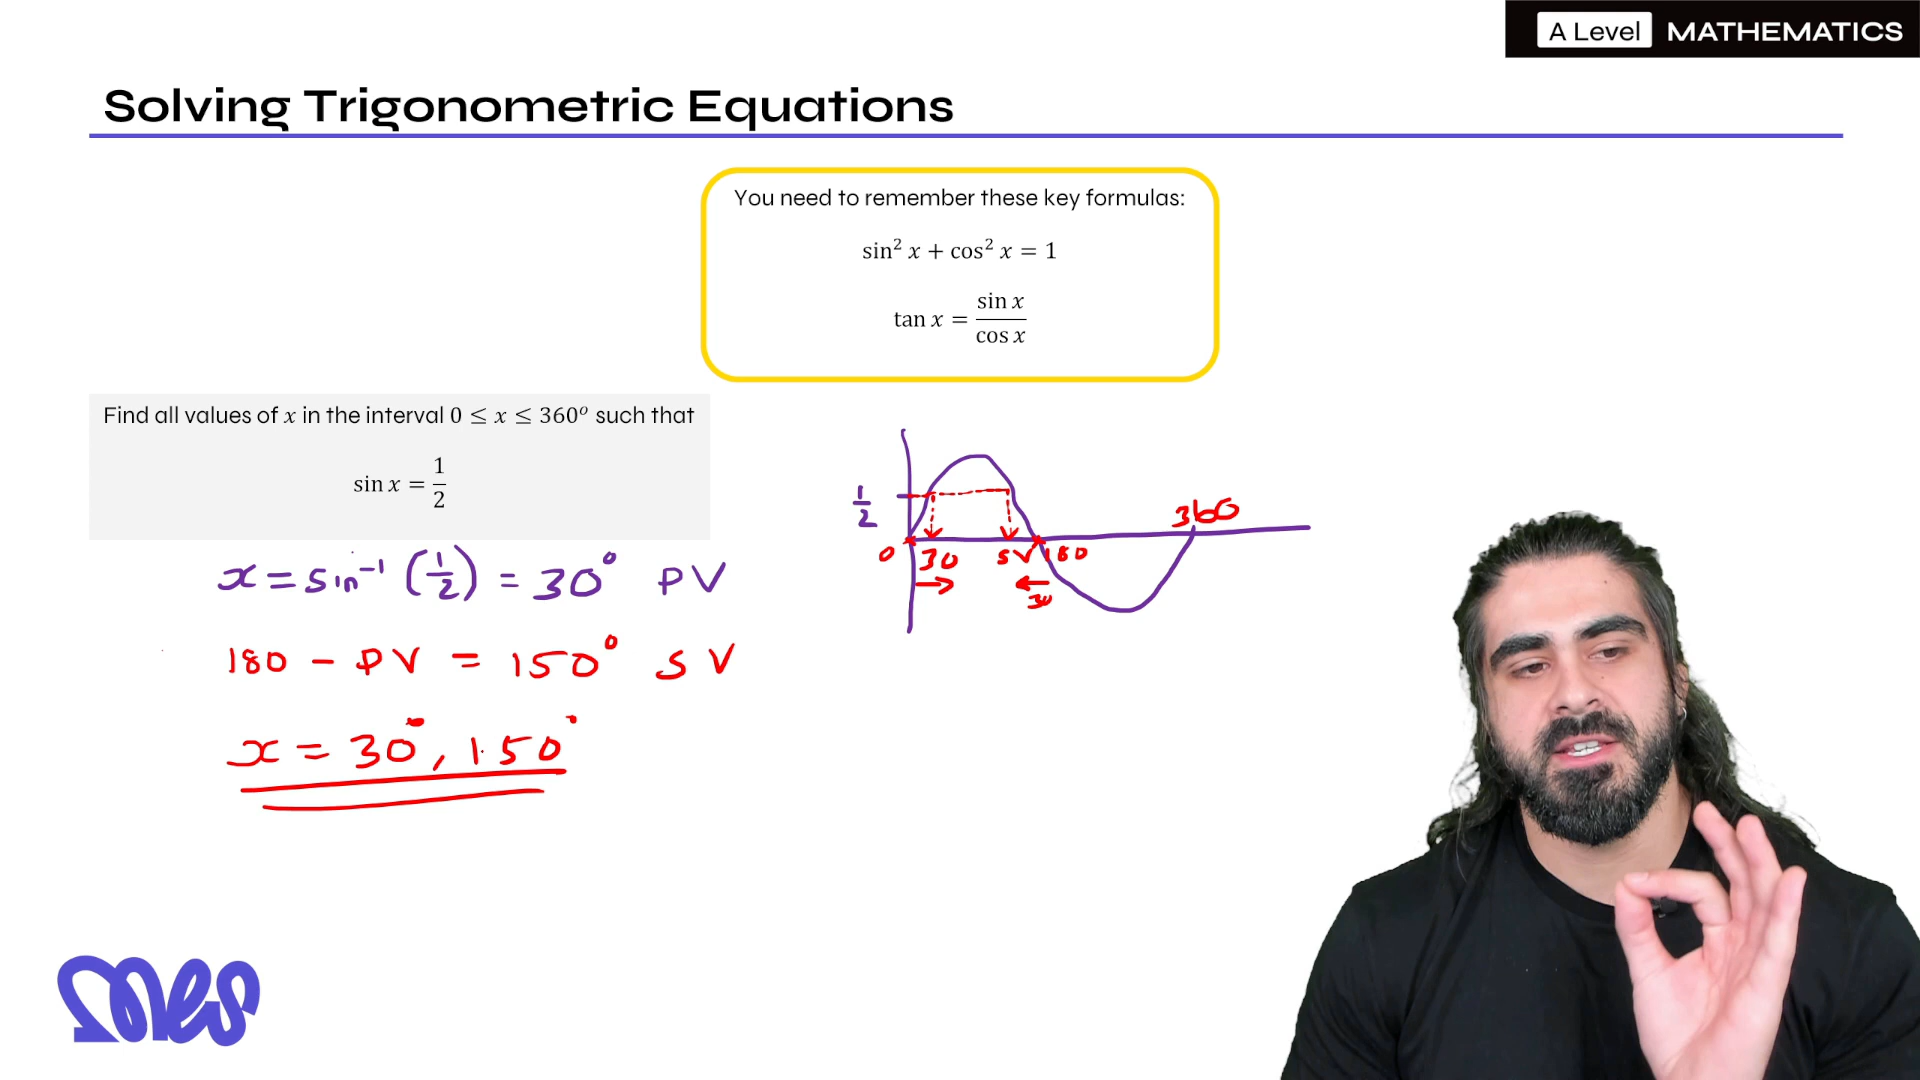 A Level MATHEMATICS
Solving Trigonometric Equations
You need to remember these key formulas:
sin² x + cos² x = 1
tan x = sin x / cos x
Find all values of x in the interval 0 ≤ x ≤ 360° such that
sin x = 1/2
x = sin⁻¹ (1/2) = 30° PV
180 − PV = 150° SV
x = 30°, 150°
1/2
360
0 30 SV 180
30
mes